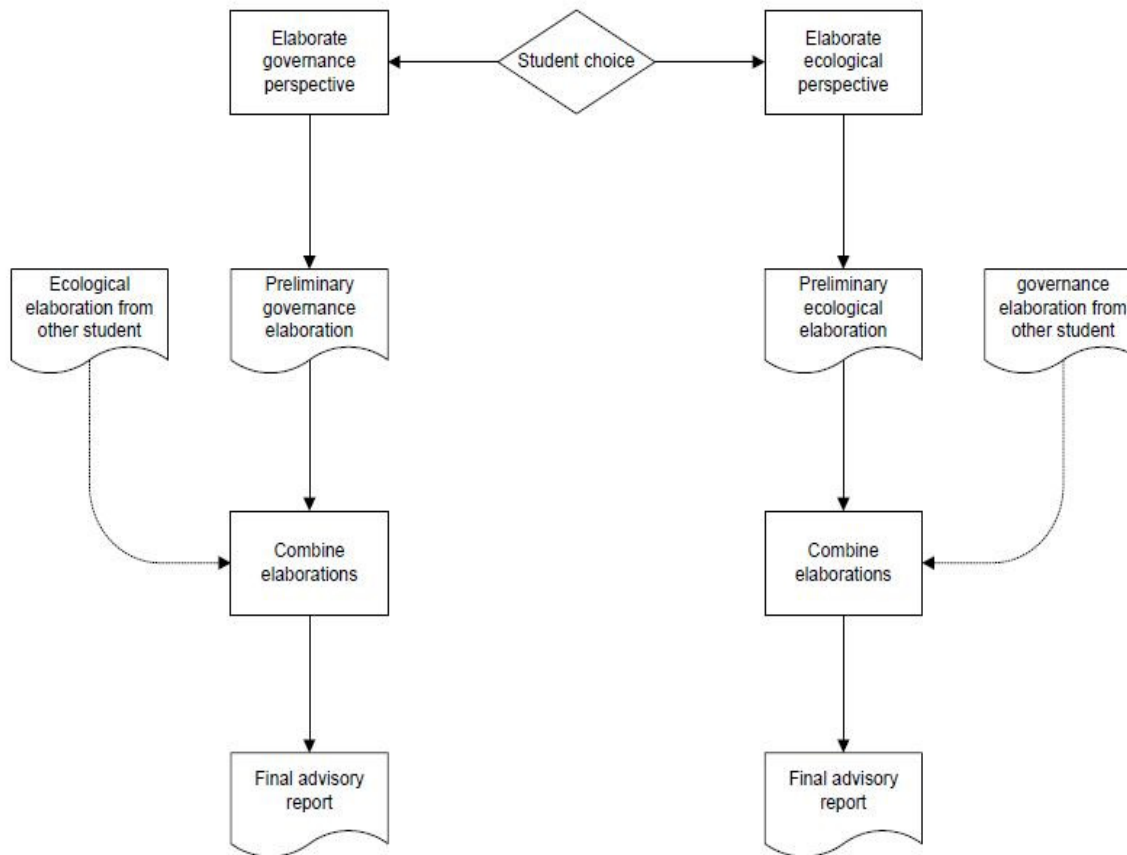 Elaborate
governance
perspective
Student choice
Elaborate
ecological
perspective
Ecological
elaboration from
other student
Preliminary
governance
elaboration
Preliminary
ecological
elaboration
governance
elaboration from
other student
Combine
elaborations
Combine
elaborations
Final advisory
report
Final advisory
report